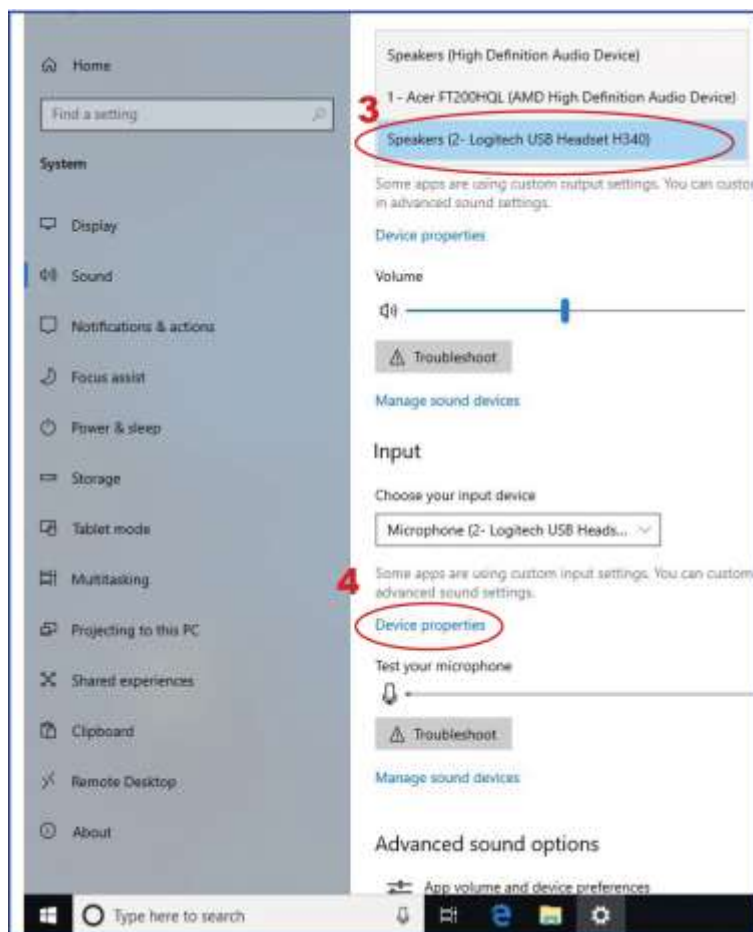 Home
Find a setting
System
Display
Sound
Notifications & actions
Focus assist
Power & sleep
Storage
Tablet mode
Multitasking
Projecting to this PC
Shared experiences
Clipboard
Remote Desktop
About
Speakers (High Definition Audio Device)
1 - Acer FT200HQL (AMD High Definition Audio Device)
3
Speakers (2- Logitech USB Headset H340)
Some apps are using custom output settings. You can custo
in advanced sound settings.
Device properties
Volume
Troubleshoot
Manage sound devices
Input
Choose your input device
Microphone (2- Logitech USB Heads...
4
Some apps are using custom input settings. You can custom
advanced sound settings.
Device properties
Test your microphone
Troubleshoot
Manage sound devices
Advanced sound options
App volume and device preferences
Type here to search